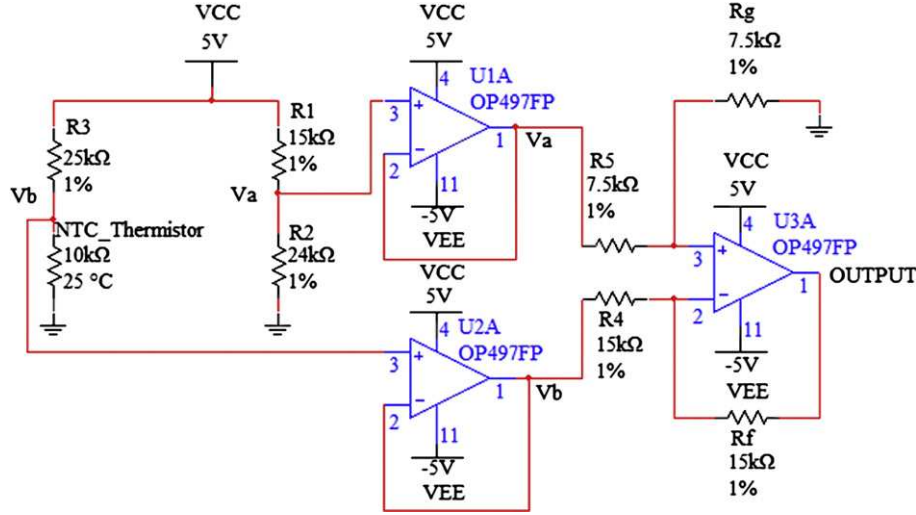 VCC
5V
VCC
5V
Rg
7.5kΩ
1%
R3
25kΩ
1%
R1
15kΩ
1%
4
U1A
OP497FP
3
+
−
2
1
11
-5V
VEE
Va
Vb
Va
R5
7.5kΩ
1%
VCC
5V
4
U3A
OP497FP
3
+
−
2
1
OUTPUT
11
-5V
VEE
NTC_Thermistor
10kΩ
25 °C
R2
24kΩ
1%
VCC
5V
4
U2A
OP497FP
3
+
−
2
1
11
-5V
VEE
Vb
R4
15kΩ
1%
Rf
15kΩ
1%